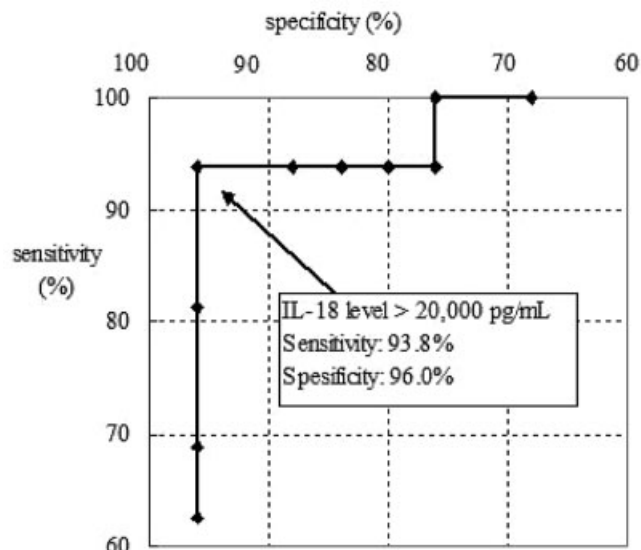 specificity (%)
100 90 80 70 60
100
90
sensitivity
(%)
80
70
60
IL-18 level > 20,000 pg/mL
Sensitivity: 93.8%
Spesificity: 96.0%